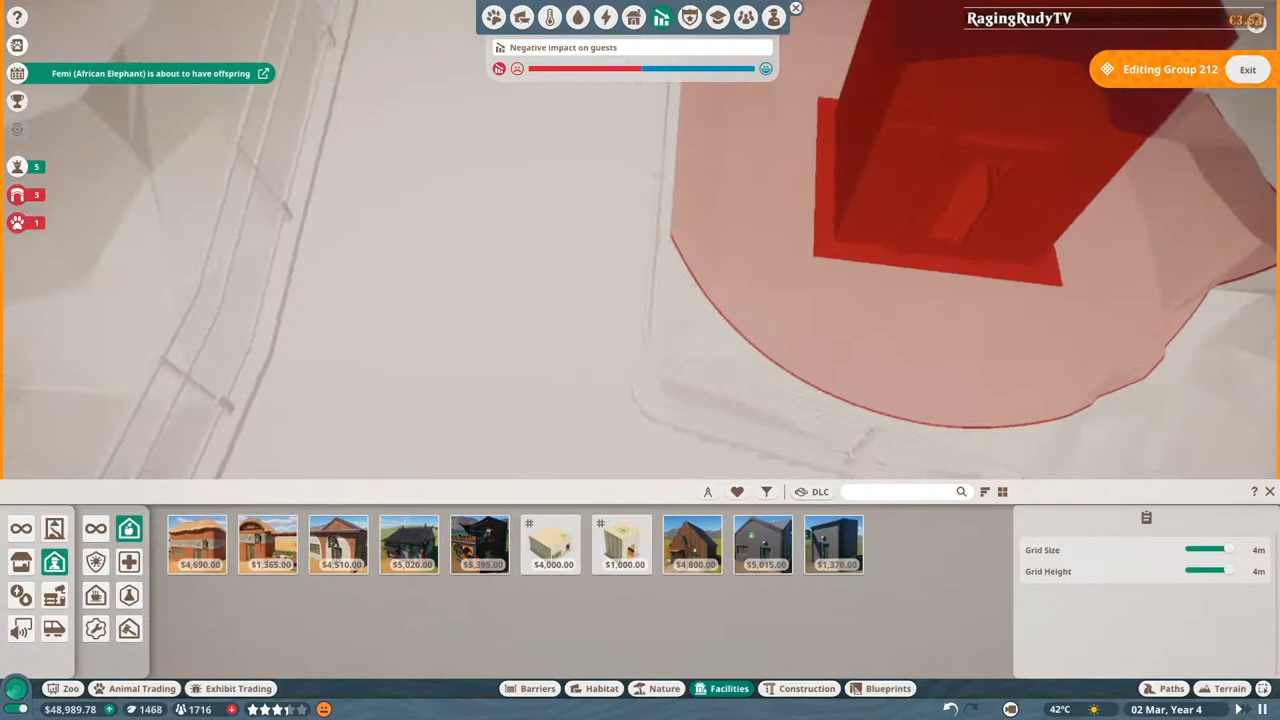 RagingRudyTV
Negative impact on guests
Femi (African Elephant) is about to have offspring
Editing Group 212
Exit
5
3
1
DLC
$4,690.00
$1,365.00
$4,510.00
$5,020.00
$5,395.00
$4,000.00
$1,000.00
$4,800.00
$5,015.00
$1,370.00
Grid Size
4m
Grid Height
4m
Zoo
Animal Trading
Exhibit Trading
Barriers
Habitat
Nature
Facilities
Construction
Blueprints
Paths
Terrain
$48,989.78
1468
1716
42°C
02 Mar, Year 4